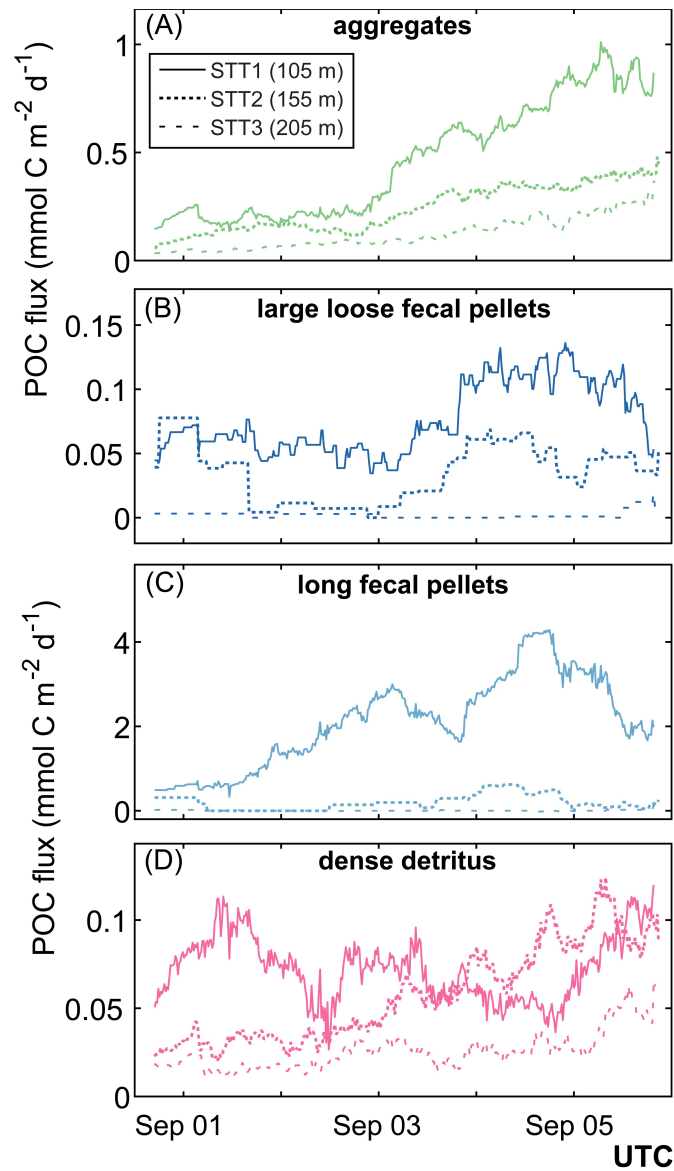 (A) aggregates
1
0.5
0
STT1 (105 m)
STT2 (155 m)
STT3 (205 m)
POC flux (mmol C m-2 d-1)
(B) large loose fecal pellets
0.15
0.1
0.05
0
(C) long fecal pellets
4
2
0
POC flux (mmol C m-2 d-1)
(D) dense detritus
0.1
0.05
0
Sep 01 Sep 03 Sep 05
UTC